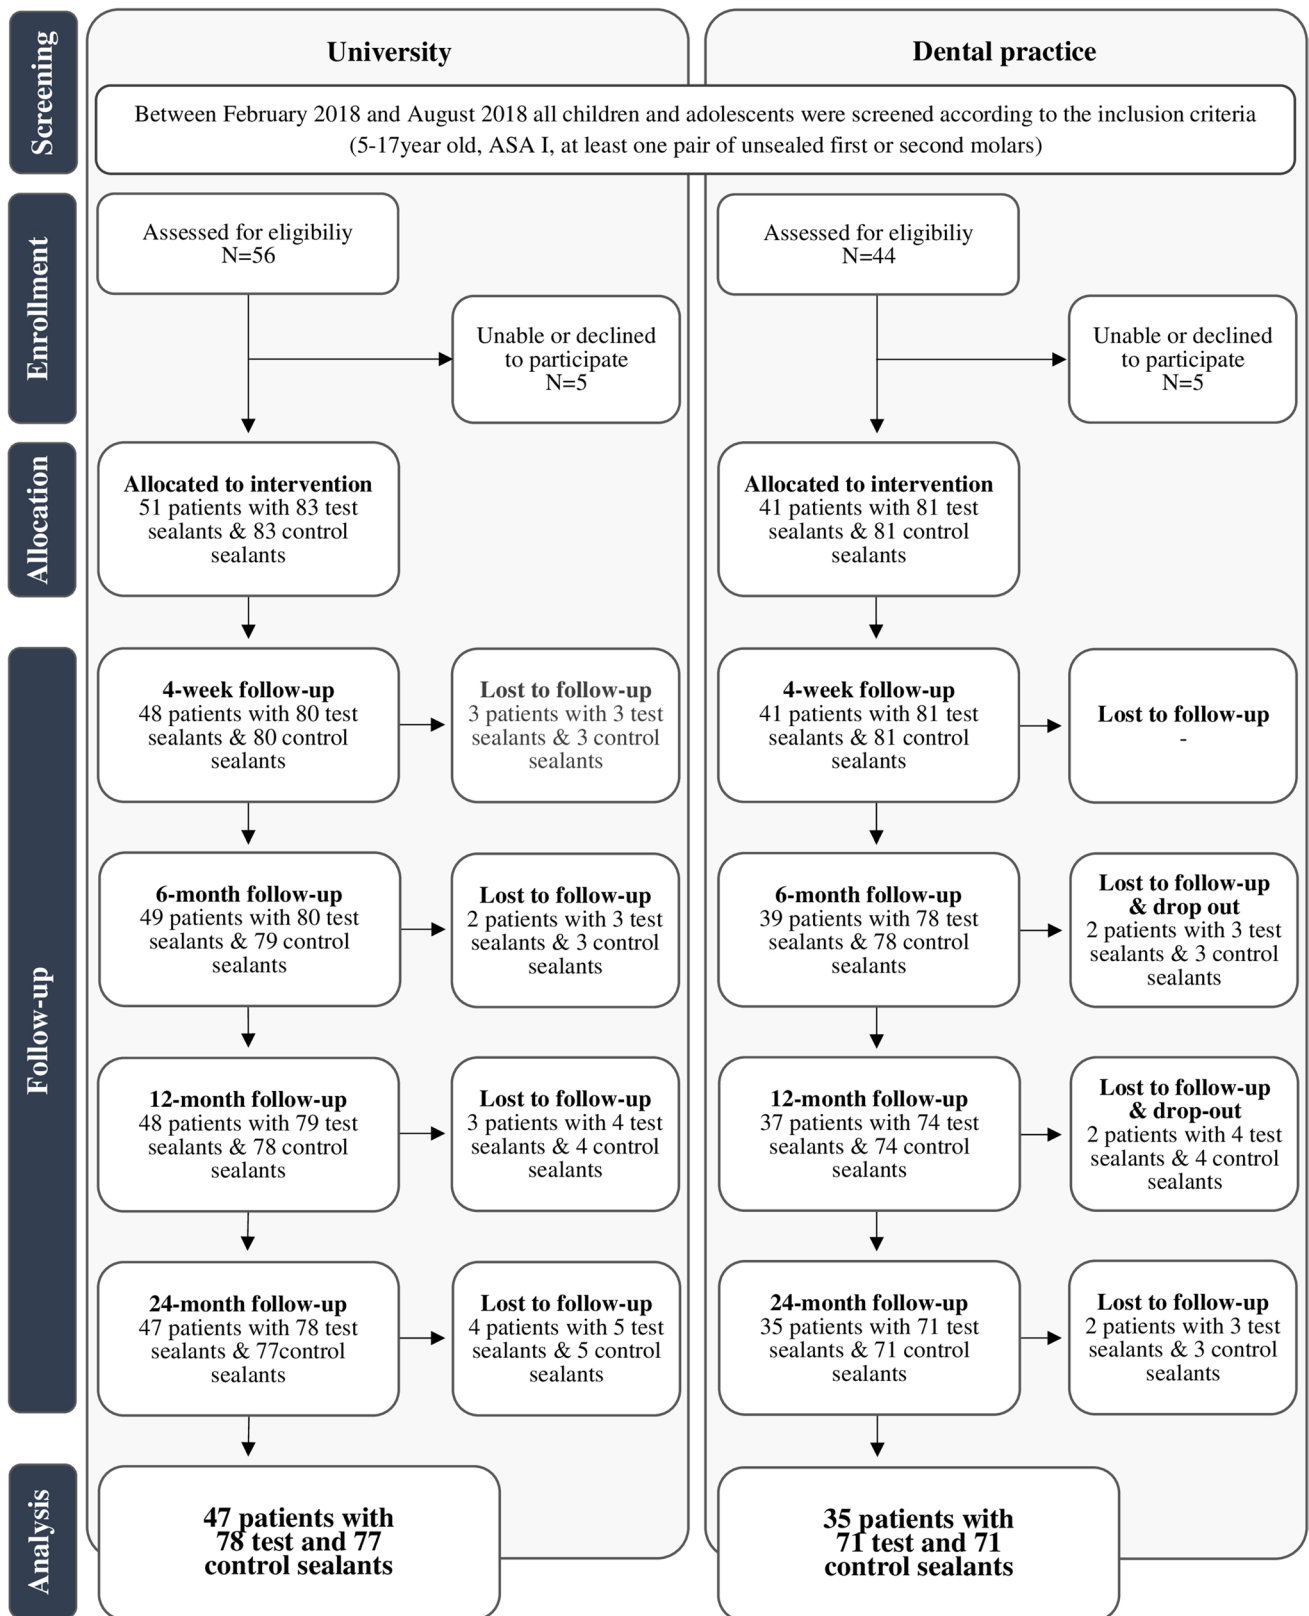 Screening
University
Dental practice
Between February 2018 and August 2018 all children and adolescents were screened according to the inclusion criteria
(5-17year old, ASA I, at least one pair of unsealed first or second molars)
Enrollment
Assessed for eligibiliy
N=56
Unable or declined
to participate
N=5
Assessed for eligibiliy
N=44
Unable or declined
to participate
N=5
Allocation
Allocated to intervention
51 patients with 83 test
sealants & 83 control
sealants
Allocated to intervention
41 patients with 81 test
sealants & 81 control
sealants
Follow-up
4-week follow-up
48 patients with 80 test
sealants & 80 control
sealants
Lost to follow-up
3 patients with 3 test
sealants & 3 control
sealants
4-week follow-up
41 patients with 81 test
sealants & 81 control
sealants
Lost to follow-up
-
6-month follow-up
49 patients with 80 test
sealants & 79 control
sealants
Lost to follow-up
2 patients with 3 test
sealants & 3 control
sealants
6-month follow-up
39 patients with 78 test
sealants & 78 control
sealants
Lost to follow-up
& drop out
2 patients with 3 test
sealants & 3 control
sealants
12-month follow-up
48 patients with 79 test
sealants & 78 control
sealants
Lost to follow-up
3 patients with 4 test
sealants & 4 control
sealants
12-month follow-up
37 patients with 74 test
sealants & 74 control
sealants
Lost to follow-up
& drop-out
2 patients with 4 test
sealants & 4 control
sealants
24-month follow-up
47 patients with 78 test
sealants & 77control
sealants
Lost to follow-up
4 patients with 5 test
sealants & 5 control
sealants
24-month follow-up
35 patients with 71 test
sealants & 71 control
sealants
Lost to follow-up
2 patients with 3 test
sealants & 3 control
sealants
Analysis
47 patients with
78 test and 77
control sealants
35 patients with
71 test and 71
control sealants